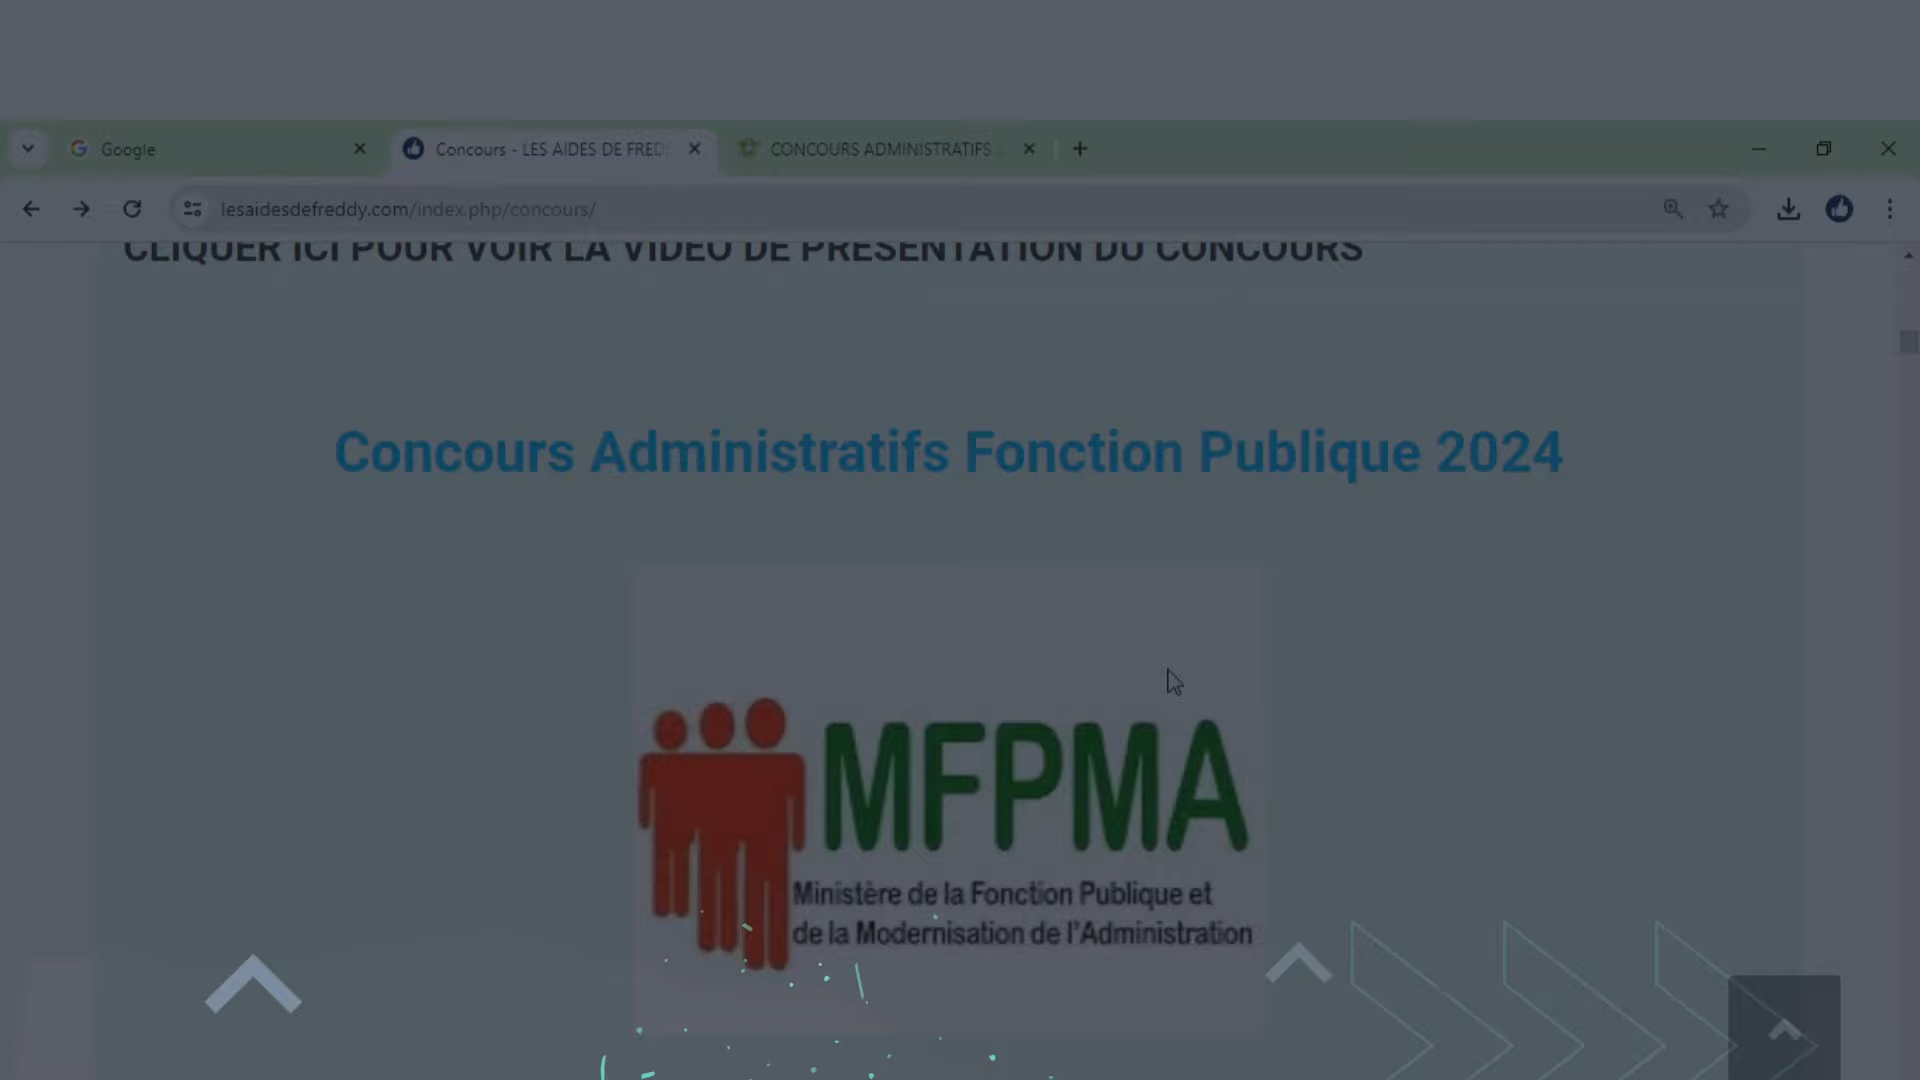 Google
Concours - LES AIDES DE FRED
CONCOURS ADMINISTRATIFS
lesaidesdefreddy.com/index.php/concours/
CLIQUER ICI POUR VOIR LA VIDEO DE PRESENTATION DU CONCOURS
Concours Administratifs Fonction Publique 2024
MFPMA
Ministère de la Fonction Publique et
de la Modernisation de l'Administration